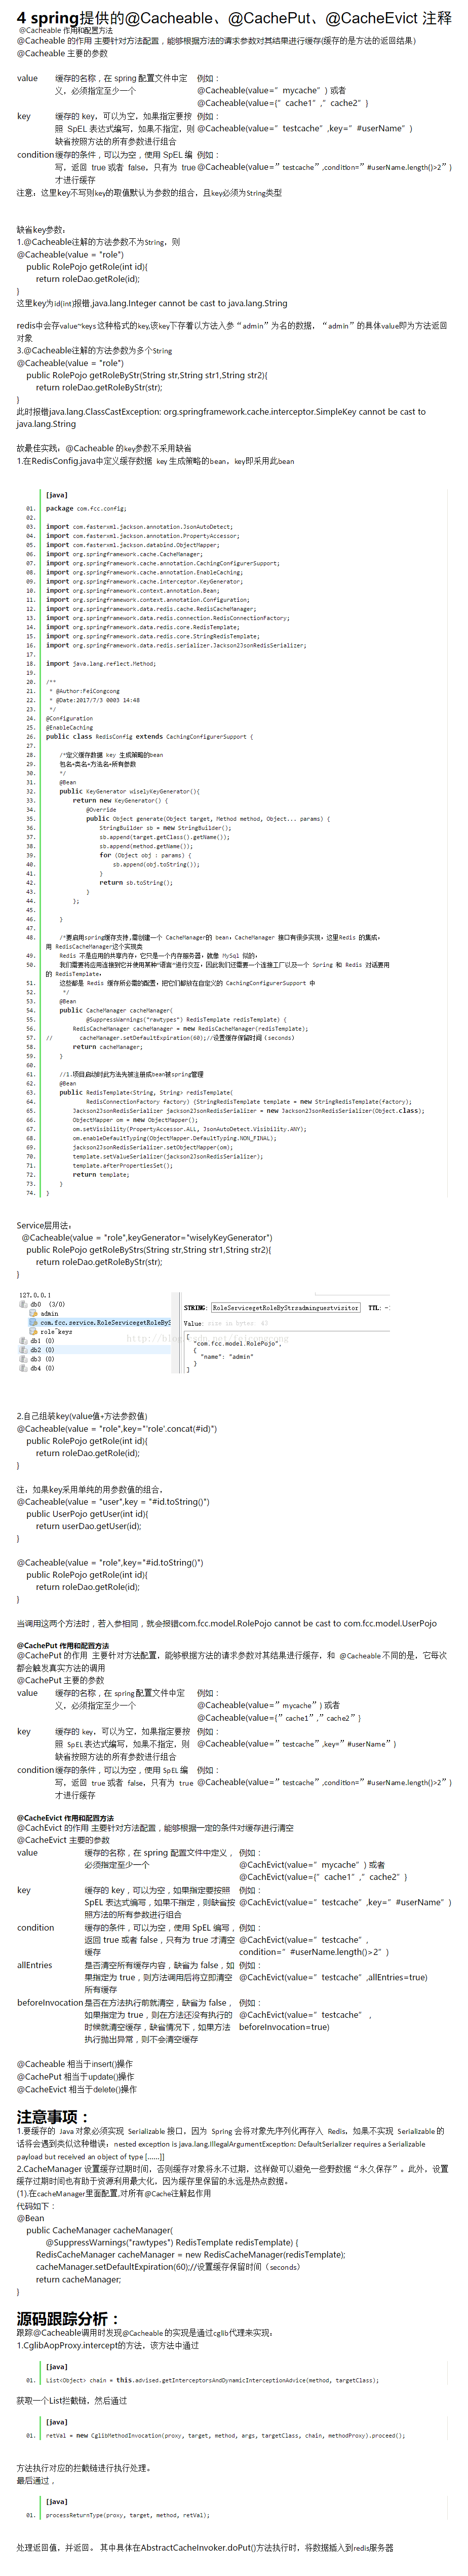 4 spring提供的@Cacheable、@CachePut、@CacheEvict 注释
@Cacheable 作用和配置方法
@Cacheable 的作用 主要针对方法配置，能够根据方法的请求参数对其结果进行缓存(缓存的是方法的返回结果)
@Cacheable 主要的参数
value 缓存的名称，在 spring 配置文件中定义，必须指定至少一个 例如：
@Cacheable(value=”mycache”) 或者
@Cacheable(value={”cache1”,”cache2”}
key 缓存的 key，可以为空，如果指定要按照 SpEL 表达式编写，如果不指定，则缺省按照方法的所有参数进行组合 例如：
@Cacheable(value=”testcache”,key=”#userName”)
condition 缓存的条件，可以为空，使用 SpEL 编写，返回 true 或者 false，只有为 true 才进行缓存 例如：
@Cacheable(value=”testcache”,condition=”#userName.length()>2”)
注意：这里key不写则key的取值默认为参数的组合，且key必须为String类型
缺省key参数：
1.@Cacheable注解的方法参数不为String，则
@Cacheable(value = "role")
public RolePojo getRole(int id){
return roleDao.getRole(id);
}
这里key为id(int)报错,java.lang.Integer cannot be cast to java.lang.String
redis中会存value~keys这种格式的key,该key下存着以方法入参“admin”为名的数据，“admin”的具体value即为方法返回
对象
3.@Cacheable注解的方法参数为多个String
@Cacheable(value = "role")
public RolePojo getRoleByStr(String str,String str1,String str2){
return roleDao.getRoleByStr(str);
}
此时报错java.lang.ClassCastException: org.springframework.cache.interceptor.SimpleKey cannot be cast to
java.lang.String
故最佳实践，@Cacheable 的key参数不采用缺省
1.在RedisConfig.java中定义缓存数据 key 生成策略的bean，key即采用此bean
[java]
01. package com.fcc.config;
02.
03. import com.fasterxml.jackson.annotation.JsonAutoDetect;
04. import com.fasterxml.jackson.annotation.PropertyAccessor;
05. import com.fasterxml.jackson.databind.ObjectMapper;
06. import org.springframework.cache.CacheManager;
07. import org.springframework.cache.annotation.CachingConfigurerSupport;
08. import org.springframework.cache.annotation.EnableCaching;
09. import org.springframework.cache.interceptor.KeyGenerator;
10. import org.springframework.context.annotation.Bean;
11. import org.springframework.context.annotation.Configuration;
12. import org.springframework.data.redis.cache.RedisCacheManager;
13. import org.springframework.data.redis.connection.RedisConnectionFactory;
14. import org.springframework.data.redis.core.RedisTemplate;
15. import org.springframework.data.redis.core.StringRedisTemplate;
16. import org.springframework.data.redis.serializer.Jackson2JsonRedisSerializer;
17.
18. import java.lang.reflect.Method;
19.
20. /**
21. * @Author:FeiCongcong
22. * @Date:2017/7/3 0003 14:48
23. */
24. @Configuration
25. @EnableCaching
26. public class RedisConfig extends CachingConfigurerSupport {
27.
28. /*定义缓存数据 key 生成策略的bean
29. 包名+类名+方法名+所有参数
30. */
31. @Bean
32. public KeyGenerator wiselyKeyGenerator(){
33. return new KeyGenerator() {
34. @Override
35. public Object generate(Object target, Method method, Object... params) {
36. StringBuilder sb = new StringBuilder();
37. sb.append(target.getClass().getName());
38. sb.append(method.getName());
39. for (Object obj : params) {
40. sb.append(obj.toString());
41. }
42. return sb.toString();
43. }
44. };
45.
46. }
47.
48. /*要启用spring缓存支持,需创建一个 CacheManager的 bean，CacheManager 接口有很多实现，这里Redis 的集成，
用 RedisCacheManager这个实现类
49. Redis 不是应用的共享内存，它只是一个内存服务器，就像 MySql 似的，
50. 我们需要将应用连接到它并使用某种“语言”进行交互，因此我们还需要一个连接工厂以及一个 Spring 和 Redis 对话要用
的 RedisTemplate，
51. 这些都是 Redis 缓存所必需的配置，把它们都放在自定义的 CachingConfigurerSupport 中
52. */
53. @Bean
54. public CacheManager cacheManager(
55. @SuppressWarnings("rawtypes") RedisTemplate redisTemplate) {
56. RedisCacheManager cacheManager = new RedisCacheManager(redisTemplate);
57. // cacheManager.setDefaultExpiration(60);//设置缓存保留时间（seconds）
58. return cacheManager;
59. }
60.
61. //1.项目启动时此方法先被注册成bean被spring管理
62. @Bean
63. public RedisTemplate<String, String> redisTemplate(
64. RedisConnectionFactory factory) {StringRedisTemplate template = new StringRedisTemplate(factory);
65. Jackson2JsonRedisSerializer jackson2JsonRedisSerializer = new Jackson2JsonRedisSerializer(Object.class);
66. ObjectMapper om = new ObjectMapper();
67. om.setVisibility(PropertyAccessor.ALL, JsonAutoDetect.Visibility.ANY);
68. om.enableDefaultTyping(ObjectMapper.DefaultTyping.NON_FINAL);
69. jackson2JsonRedisSerializer.setObjectMapper(om);
70. template.setValueSerializer(jackson2JsonRedisSerializer);
71. template.afterPropertiesSet();
72. return template;
73. }
74. }
Service层用法：
@Cacheable(value = "role",keyGenerator="wiselyKeyGenerator")
public RolePojo getRoleByStrs(String str,String str1,String str2){
return roleDao.getRoleByStr(str);
}
127.0.0.1
db0 (3/0)
admin
com.fcc.service.RoleServicegetRoleByS
role~keys
db1 (0)
db2 (0)
db3 (0)
db4 (0)
STRING: RoleServicegetRoleByStrsadminguestvisitor TTL: -
Value:
[
"com.fcc.model.RolePojo",
{
"name": "admin"
}
]
2.自己组装key(value值+方法参数值)
@Cacheable(value = "role",key="'role'.concat(#id)")
public RolePojo getRole(int id){
return roleDao.getRole(id);
}
注：如果key采用单纯的用参数值的组合，
@Cacheable(value = "user",key = "#id.toString()")
public UserPojo getUser(int id){
return userDao.getUser(id);
}
@Cacheable(value = "role",key="#id.toString()")
public RolePojo getRole(int id){
return roleDao.getRole(id);
}
当调用这两个方法时，若入参相同，就会报错com.fcc.model.RolePojo cannot be cast to com.fcc.model.UserPojo
@CachePut 作用和配置方法
@CachePut 的作用 主要针对方法配置，能够根据方法的请求参数对其结果进行缓存，和 @Cacheable 不同的是，它每次
都会触发真实方法的调用
@CachePut 主要的参数
value 缓存的名称，在 spring 配置文件中定义，必须指定至少一个 例如：
@Cacheable(value=”mycache”) 或者
@Cacheable(value={”cache1”,”cache2”}
key 缓存的 key，可以为空，如果指定要按照 SpEL 表达式编写，如果不指定，则缺省按照方法的所有参数进行组合 例如：
@Cacheable(value=”testcache”,key=”#userName”)
condition 缓存的条件，可以为空，使用 SpEL 编写，返回 true 或者 false，只有为 true 才进行缓存 例如：
@Cacheable(value=”testcache”,condition=”#userName.length()>2”)
@CacheEvict 作用和配置方法
@CachEvict 的作用 主要针对方法配置，能够根据一定的条件对缓存进行清空
@CacheEvict 主要的参数
value 缓存的名称，在 spring 配置文件中定义，必须指定至少一个 例如：
@CachEvict(value=”mycache”) 或者
@CachEvict(value={”cache1”,”cache2”}
key 缓存的 key，可以为空，如果指定要按照 SpEL 表达式编写，如果不指定，则缺省按照方法的所有参数进行组合 例如：
@CachEvict(value=”testcache”,key=”#userName”)
condition 缓存的条件，可以为空，使用 SpEL 编写，返回 true 或者 false，只有为 true 才清空缓存 例如：
@CachEvict(value=”testcache”,
condition=”#userName.length()>2”)
allEntries 是否清空所有缓存内容，缺省为 false，如果指定为 true，则方法调用后将立即清空所有缓存 例如：
@CachEvict(value=”testcache”,allEntries=true)
beforeInvocation 是否在方法执行前就清空，缺省为 false，如果指定为 true，则在方法还没有执行的时候就清空缓存，缺省情况下，如果方法执行抛出异常，则不会清空缓存 例如：
@CachEvict(value=”testcache”，
beforeInvocation=true)
@Cacheable 相当于insert()操作
@CachePut 相当于update()操作
@CacheEvict 相当于delete()操作
注意事项：
1.要缓存的 Java 对象必须实现 Serializable 接口，因为 Spring 会将对象先序列化再存入 Redis，如果不实现 Serializable 的
话将会遇到类似这种错误：nested exception is java.lang.IllegalArgumentException: DefaultSerializer requires a Serializable
payload but received an object of type [……]]
2.CacheManager 设置缓存过期时间，否则缓存对象将永不过期，这样做可以避免一些野数据“永久保存”。此外，设置
缓存过期时间也有助于资源利用最大化，因为缓存里保留的永远是热点数据。
(1).在cacheManager里面配置,对所有@Cache注解起作用
代码如下：
@Bean
public CacheManager cacheManager(
@SuppressWarnings("rawtypes") RedisTemplate redisTemplate) {
RedisCacheManager cacheManager = new RedisCacheManager(redisTemplate);
cacheManager.setDefaultExpiration(60);//设置缓存保留时间（seconds）
return cacheManager;
}
源码跟踪分析：
跟踪@Cacheable调用时发现@Cacheable 的实现是通过cglib代理来实现：
1.CglibAopProxy.intercept的方法，该方法中通过
[java]
01. List<Object> chain = this.advised.getInterceptorsAndDynamicInterceptionAdvice(method, targetClass);
获取一个List拦截链，然后通过
[java]
01. retVal = new CglibMethodInvocation(proxy, target, method, args, targetClass, chain, methodProxy).proceed();
方法执行对应的拦截链进行执行处理。
最后通过，
[java]
01. processReturnType(proxy, target, method, retVal);
处理返回值，并返回。 其中具体在AbstractCacheInvoker.doPut()方法执行时，将数据插入到redis服务器